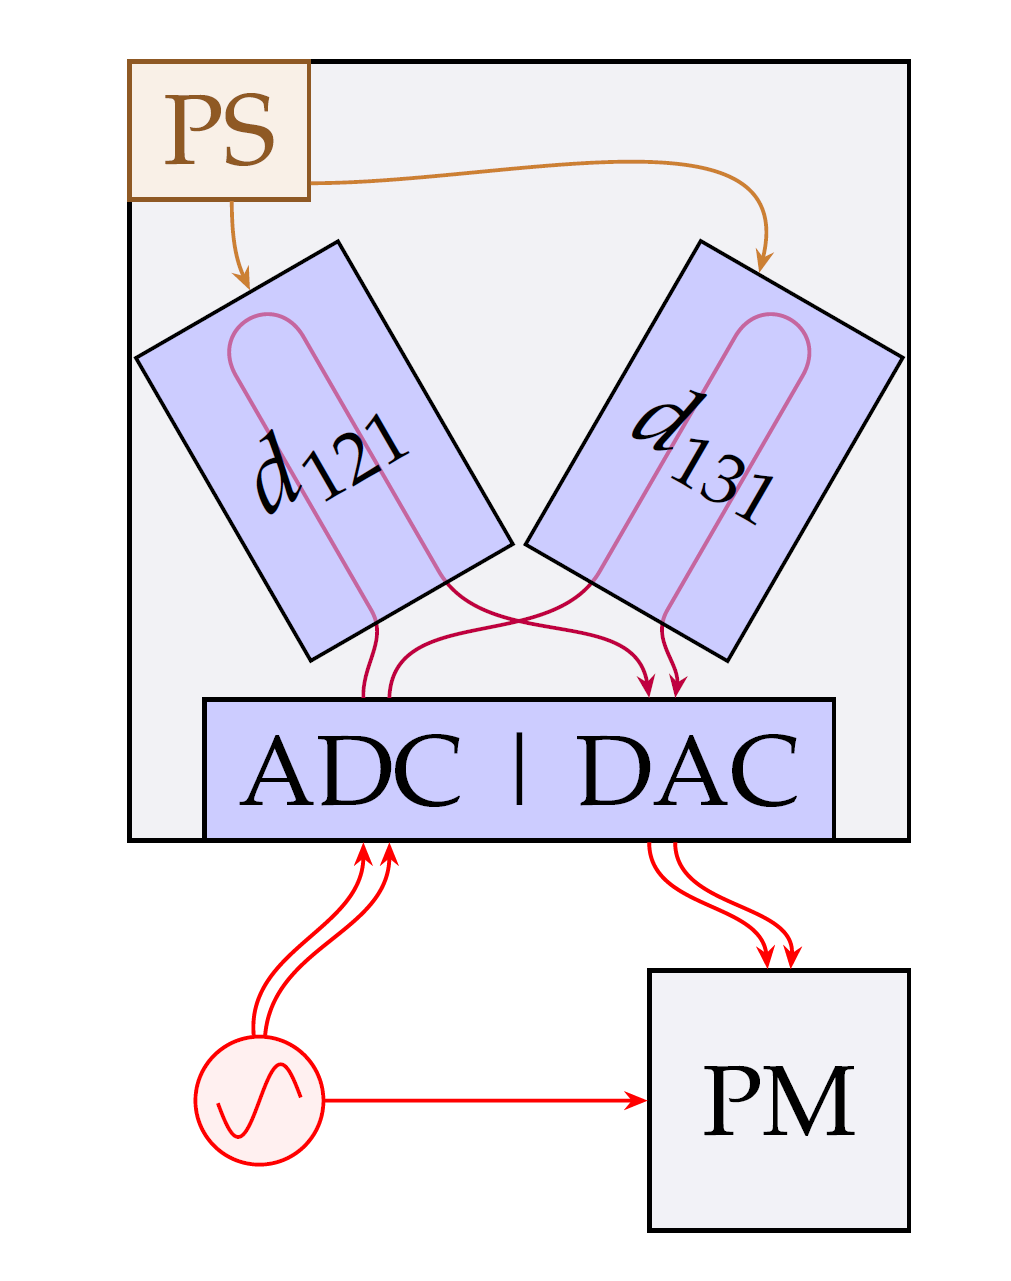 PS
d₁₂₁
d₁₃₁
ADC | DAC
PM